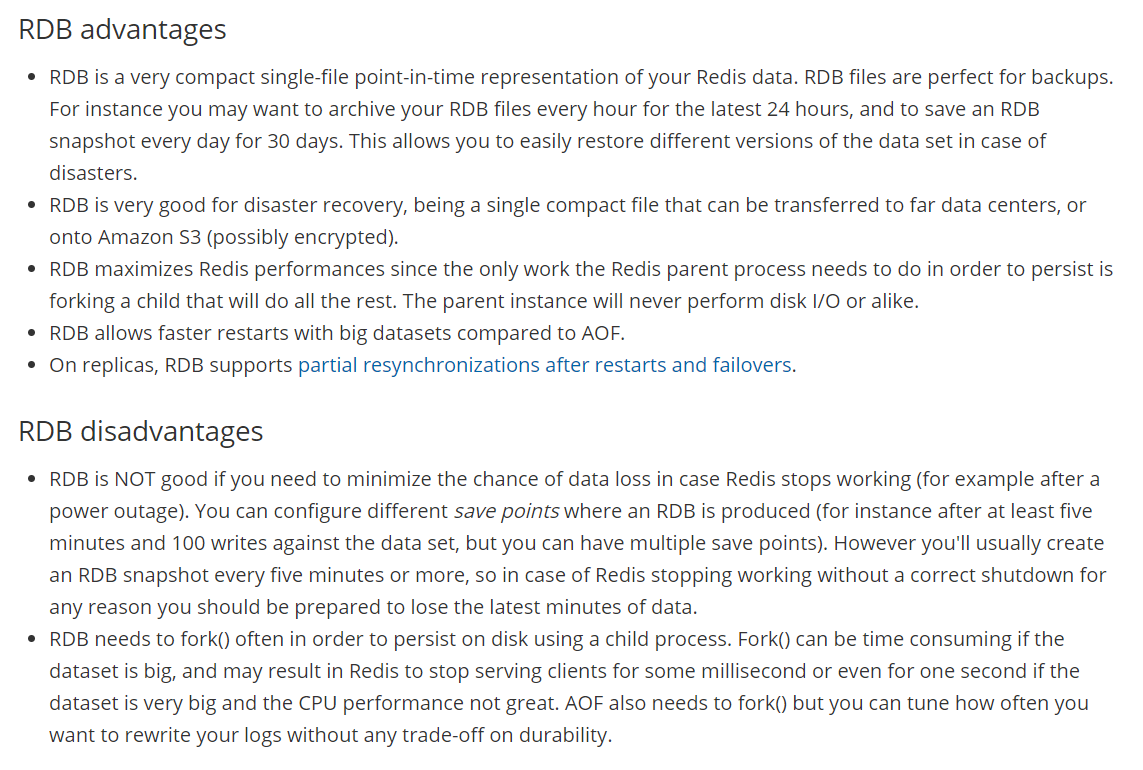 RDB advantages
• RDB is a very compact single-file point-in-time representation of your Redis data. RDB files are perfect for backups.
For instance you may want to archive your RDB files every hour for the latest 24 hours, and to save an RDB
snapshot every day for 30 days. This allows you to easily restore different versions of the data set in case of
disasters.
• RDB is very good for disaster recovery, being a single compact file that can be transferred to far data centers, or
onto Amazon S3 (possibly encrypted).
• RDB maximizes Redis performances since the only work the Redis parent process needs to do in order to persist is
forking a child that will do all the rest. The parent instance will never perform disk I/O or alike.
• RDB allows faster restarts with big datasets compared to AOF.
• On replicas, RDB supports partial resynchronizations after restarts and failovers.
RDB disadvantages
• RDB is NOT good if you need to minimize the chance of data loss in case Redis stops working (for example after a
power outage). You can configure different save points where an RDB is produced (for instance after at least five
minutes and 100 writes against the data set, but you can have multiple save points). However you'll usually create
an RDB snapshot every five minutes or more, so in case of Redis stopping working without a correct shutdown for
any reason you should be prepared to lose the latest minutes of data.
• RDB needs to fork() often in order to persist on disk using a child process. Fork() can be time consuming if the
dataset is big, and may result in Redis to stop serving clients for some millisecond or even for one second if the
dataset is very big and the CPU performance not great. AOF also needs to fork() but you can tune how often you
want to rewrite your logs without any trade-off on durability.